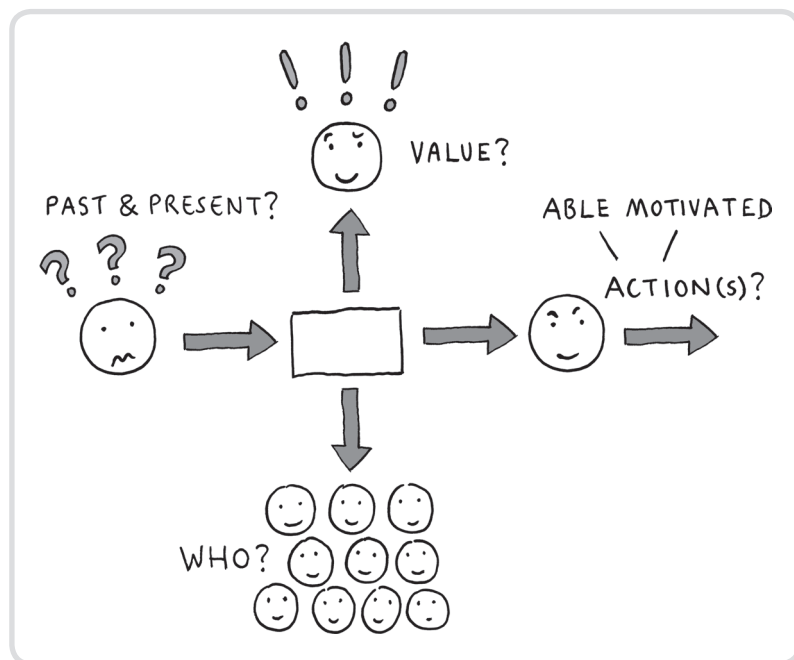 VALUE?
PAST & PRESENT?
ABLE MOTIVATED
ACTION(s)?
WHO?